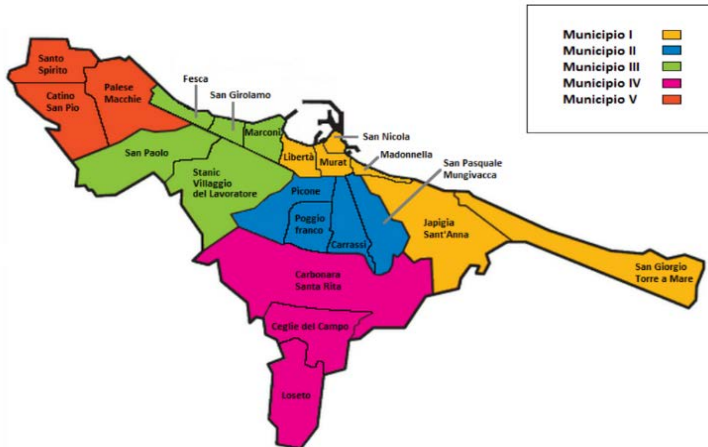 Municipio I
Municipio II
Municipio III
Municipio IV
Municipio V
Santo
Spirito
Catino
San Pio
Palese
Macchie
Fesca
San Girolamo
Marconi
San Nicola
Madonnella
San Pasquale
Mungivacca
Libertà
Murat
San Paolo
Stanic
Villaggio
del Lavoratore
Picone
Poggio
franco
Carrassi
Japigia
Sant'Anna
San Giorgio
Torre a Mare
Carbonara
Santa Rita
Ceglie del Campo
Loseto